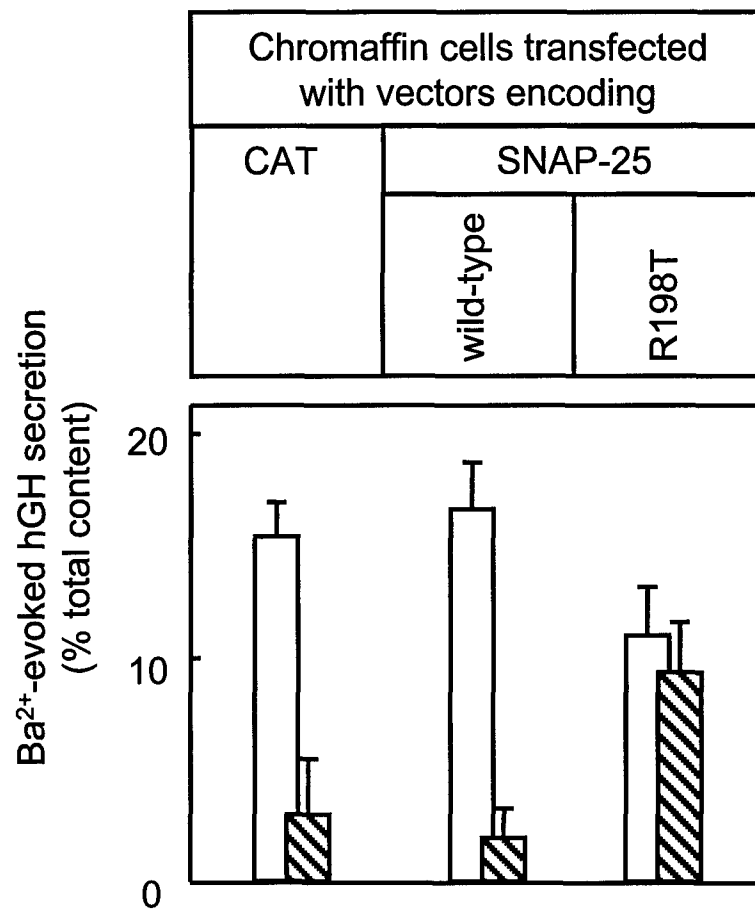 Chromaffin cells transfected
with vectors encoding
CAT
SNAP-25
wild-type
R198T
Ba²⁺-evoked hGH secretion
(% total content)
20
10
0